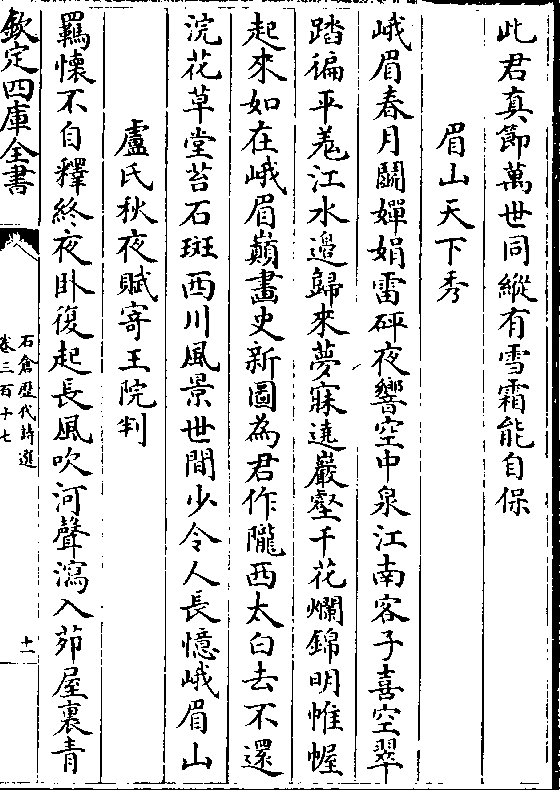 此君真節萬世同縱有雪霜能自保
眉山天下秀
峨眉春月鬬嬋娟雷砰夜響空中泉江南客子喜空翠
踏徧平羗江水邉歸來夢寐遶巖壑千花爛錦明帷幄
起來如在峨眉巔畫史新圖為君作隴西太白去不還
浣花草堂苔石斑西川風景世間少令人長憶峨眉山
盧氏秋夜賦寄王院判
羈懷不自釋終夜卧復起長風吹河聲瀉入茆屋裏青
欽定四庫全書
石倉歴代詩選
卷三百十七
十一